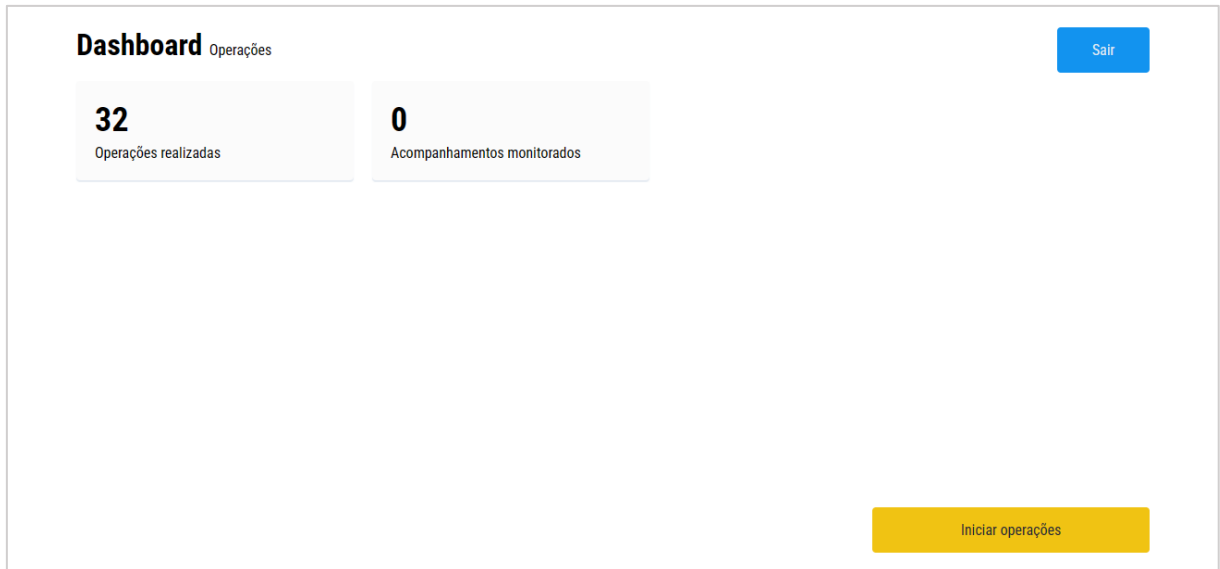 Dashboard Operações
Sair
32
Operações realizadas
0
Acompanhamentos monitorados
Iniciar operações